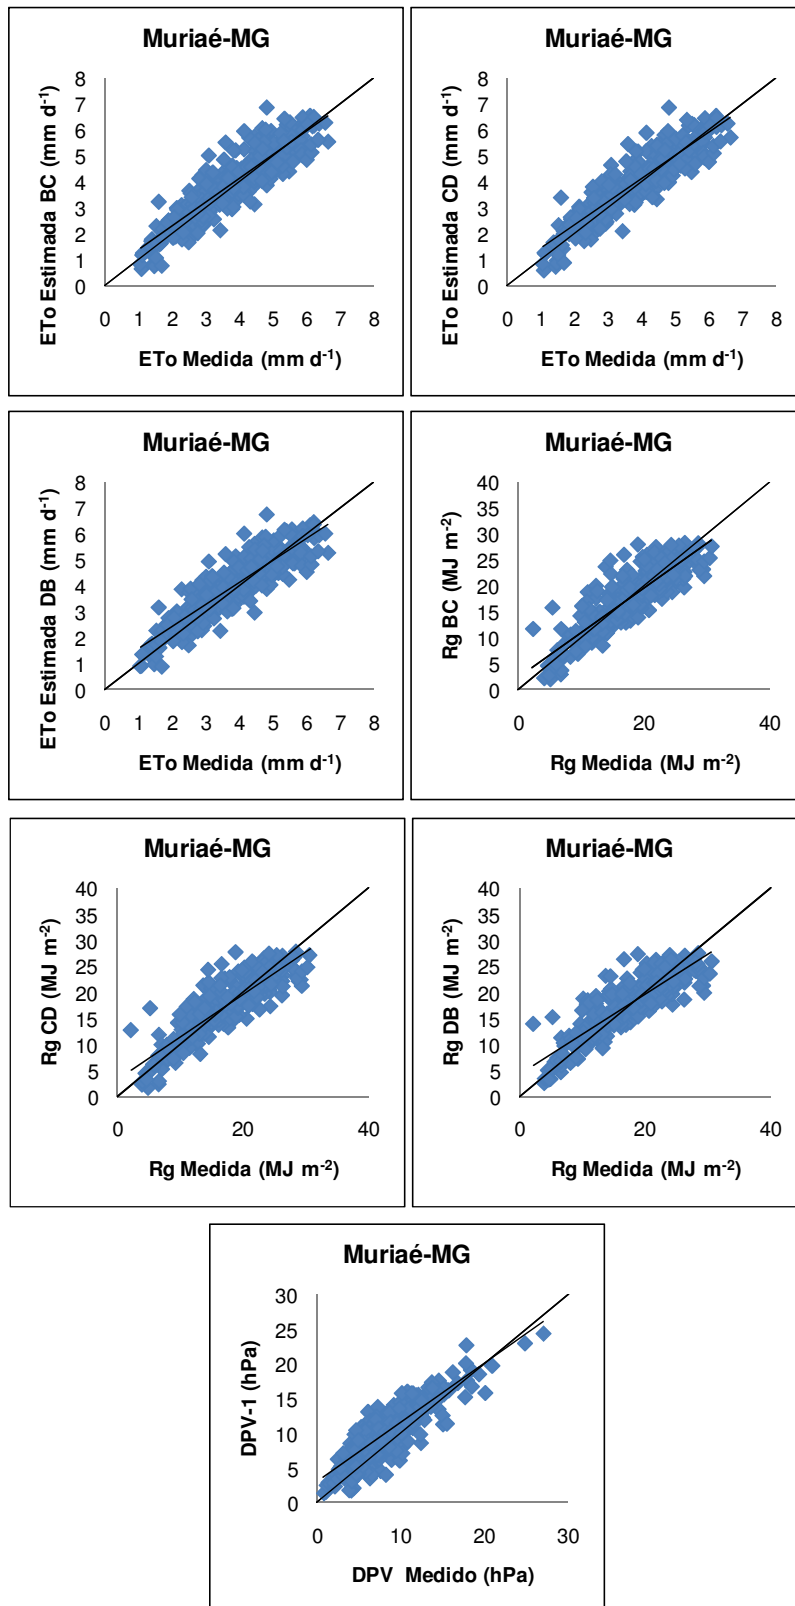 Muriaé-MG
ETo Estimada BC (mm d-1)
8
7
6
5
4
3
2
1
0
0 1 2 3 4 5 6 7 8
ETo Medida (mm d-1)
Muriaé-MG
ETo Estimada CD (mm d-1)
8
7
6
5
4
3
2
1
0
0 1 2 3 4 5 6 7 8
ETo Medida (mm d-1)
Muriaé-MG
ETo Estimada DB (mm d-1)
8
7
6
5
4
3
2
1
0
0 1 2 3 4 5 6 7 8
ETo Medida (mm d-1)
Muriaé-MG
Rg BC (MJ m-2)
40
35
30
25
20
15
10
5
0
0 20 40
Rg Medida (MJ m-2)
Muriaé-MG
Rg CD (MJ m-2)
40
35
30
25
20
15
10
5
0
0 20 40
Rg Medida (MJ m-2)
Muriaé-MG
Rg DB (MJ m-2)
40
35
30
25
20
15
10
5
0
0 20 40
Rg Medida (MJ m-2)
Muriaé-MG
DPV-1 (hPa)
30
25
20
15
10
5
0
0 10 20 30
DPV Medido (hPa)